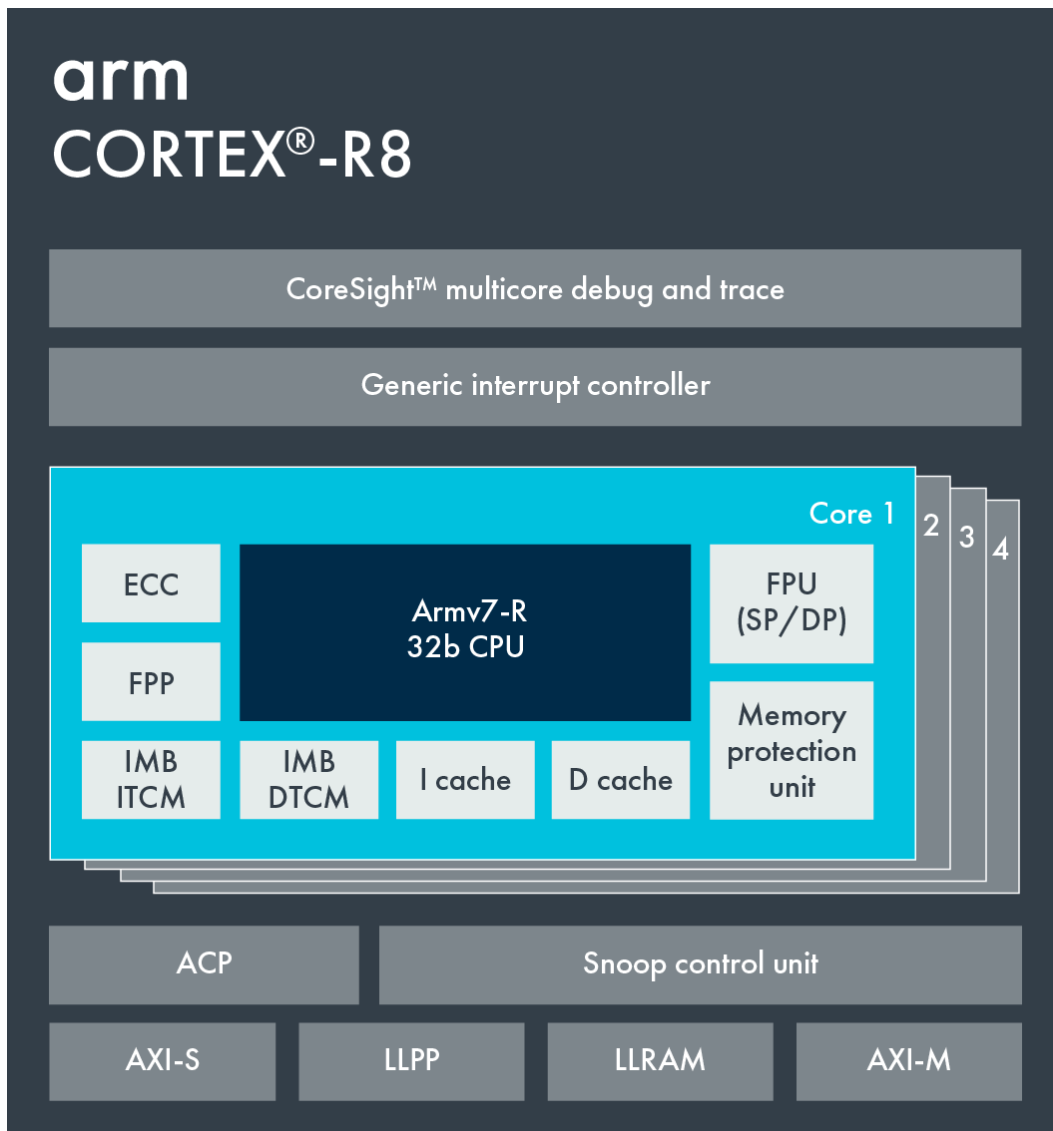 arm
CORTEX®-R8
CoreSight™ multicore debug and trace
Generic interrupt controller
Core 1
2
3
4
ECC
Armv7-R
32b CPU
FPU
(SP/DP)
FPP
Memory
protection
unit
IMB
ITCM
IMB
DTCM
I cache
D cache
ACP
Snoop control unit
AXI-S
LLPP
LLRAM
AXI-M